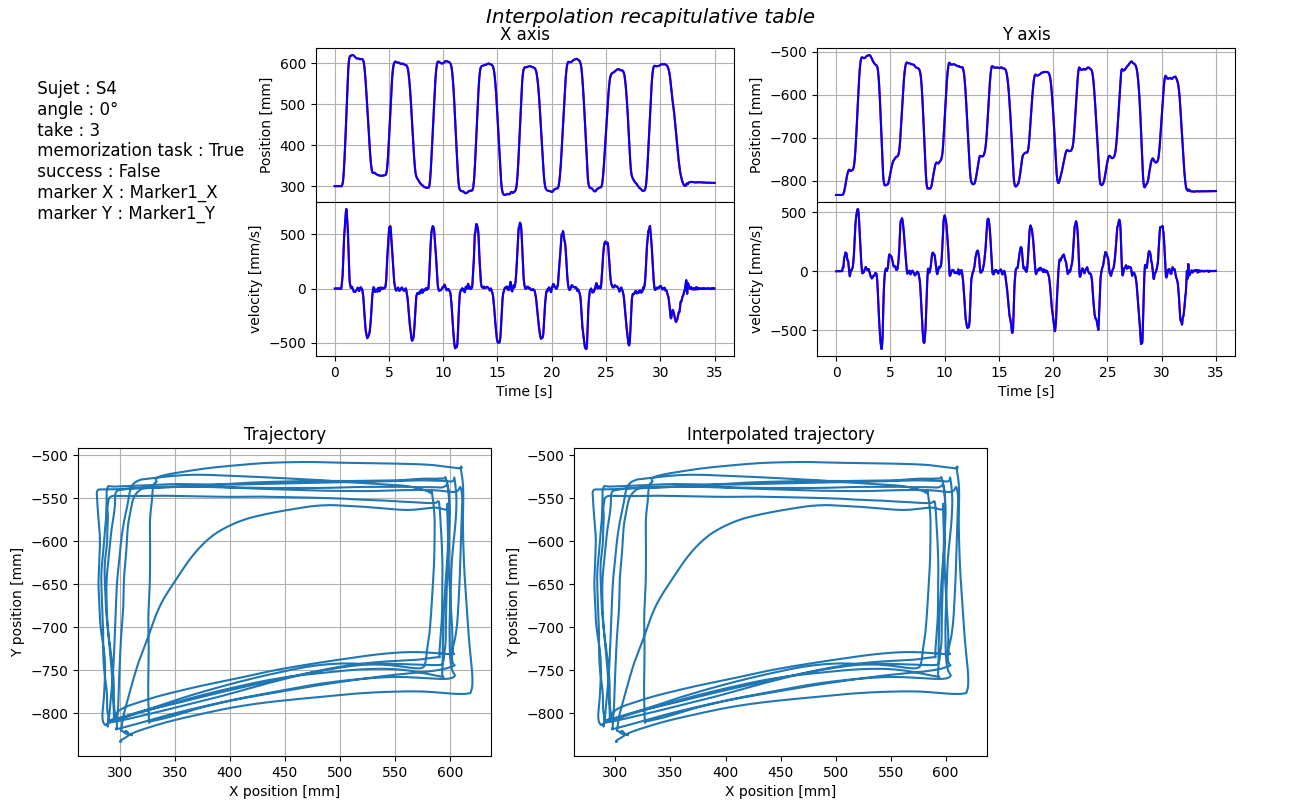 Interpolation recapitulative table
Sujet : S4
angle : 0°
take : 3
memorization task : True
success : False
marker X : Marker1_X
marker Y : Marker1_Y
X axis
Position [mm]
600
500
400
300
velocity [mm/s]
500
0
−500
0 5 10 15 20 25 30 35
Time [s]
Y axis
Position [mm]
−500
−600
−700
−800
velocity [mm/s]
500
0
−500
0 5 10 15 20 25 30 35
Time [s]
Trajectory
Y position [mm]
−500
−550
−600
−650
−700
−750
−800
300 350 400 450 500 550 600
X position [mm]
Interpolated trajectory
Y position [mm]
−500
−550
−600
−650
−700
−750
−800
300 350 400 450 500 550 600
X position [mm]